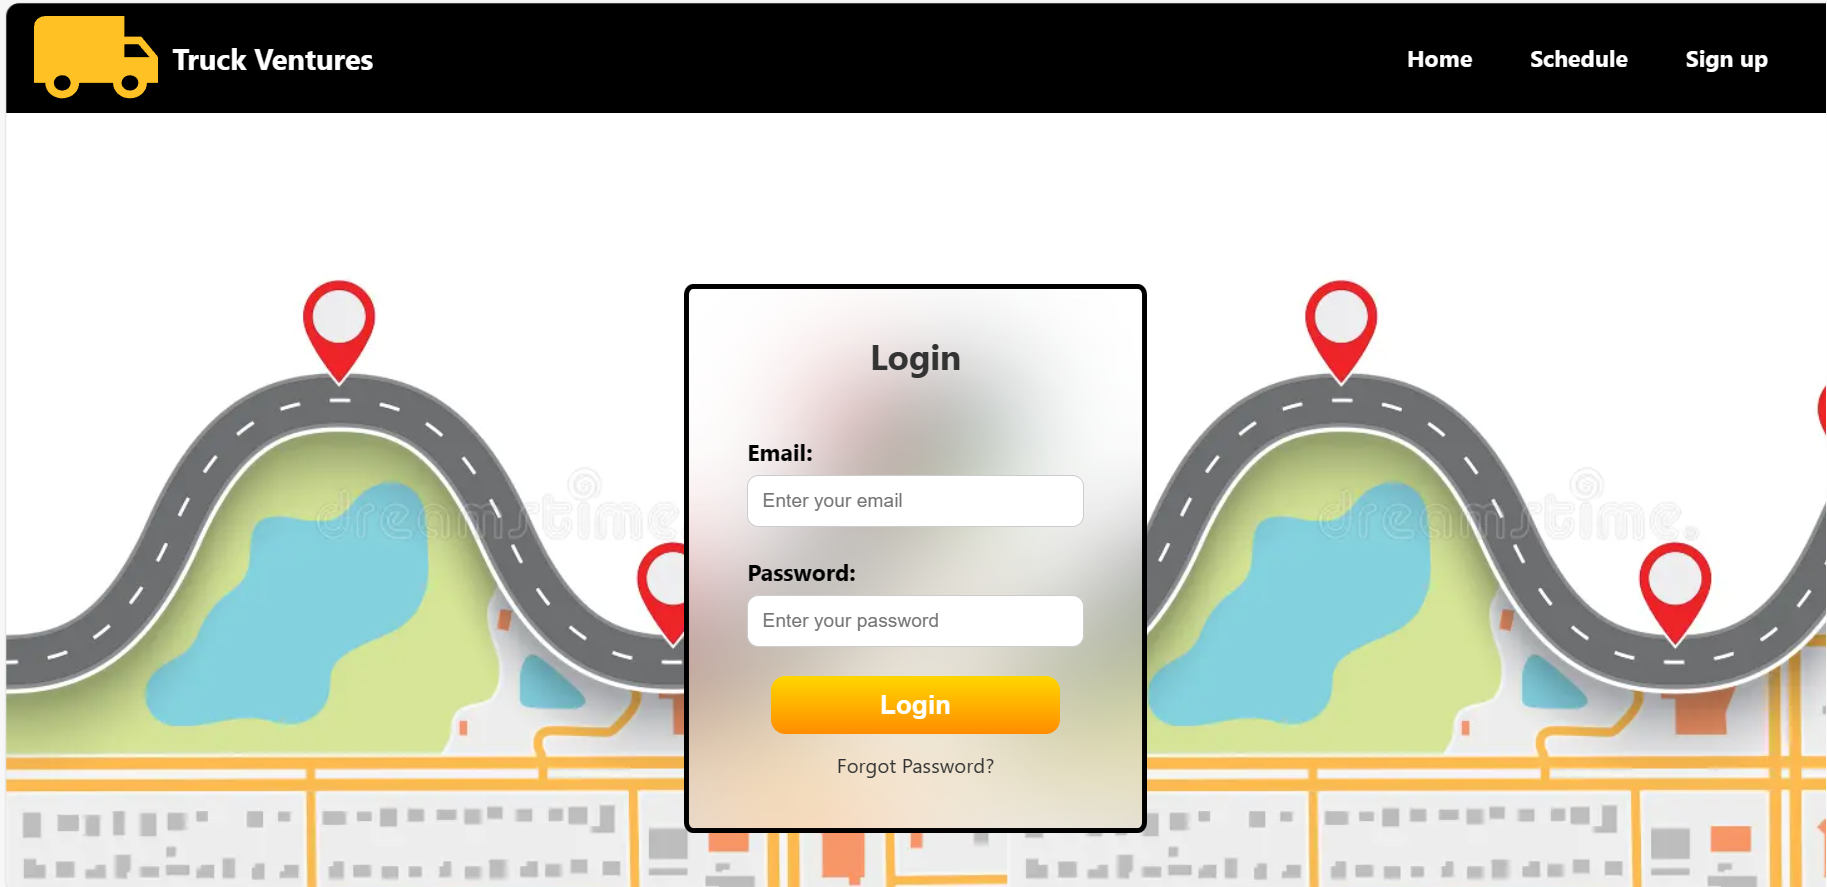 Truck Ventures
Home Schedule Sign up
Login
Email:
Enter your email
dreamstime.
dreamstime.
Password:
Enter your password
Login
Forgot Password?